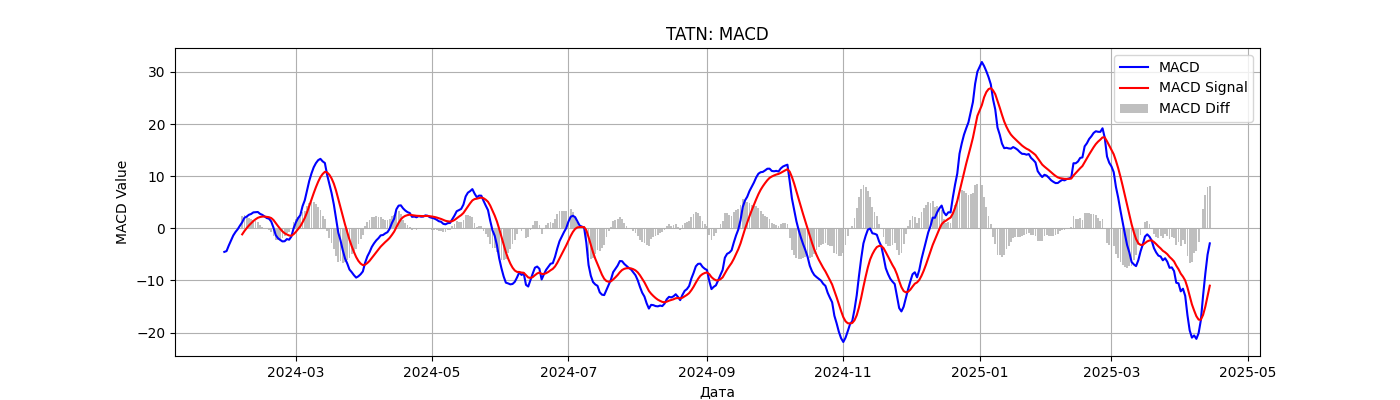 TATN: MACD
MACD Value
30
20
10
0
−10
−20
MACD
MACD Signal
MACD Diff
2024-03
2024-05
2024-07
2024-09
2024-11
2025-01
2025-03
2025-05
Дата